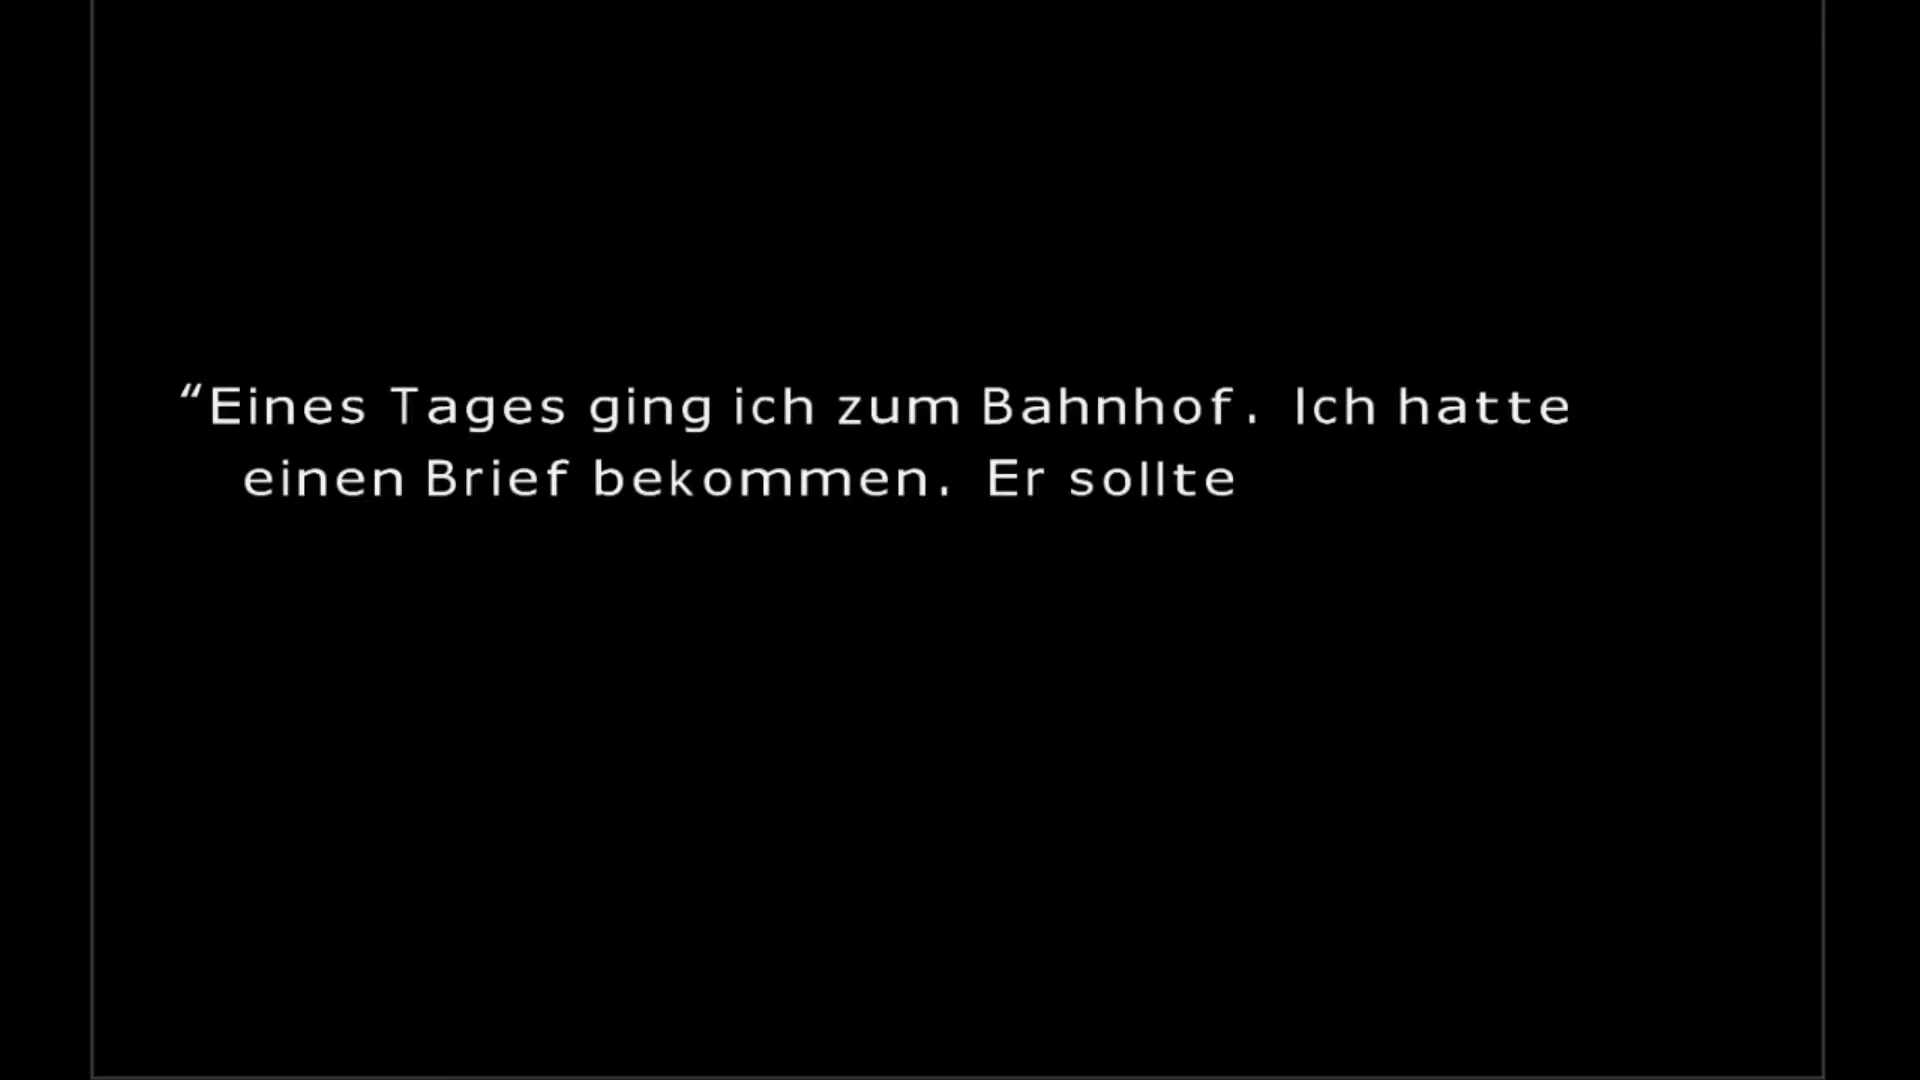 “Eines Tages ging ich zum Bahnhof. Ich hatte
einen Brief bekommen. Er sollte